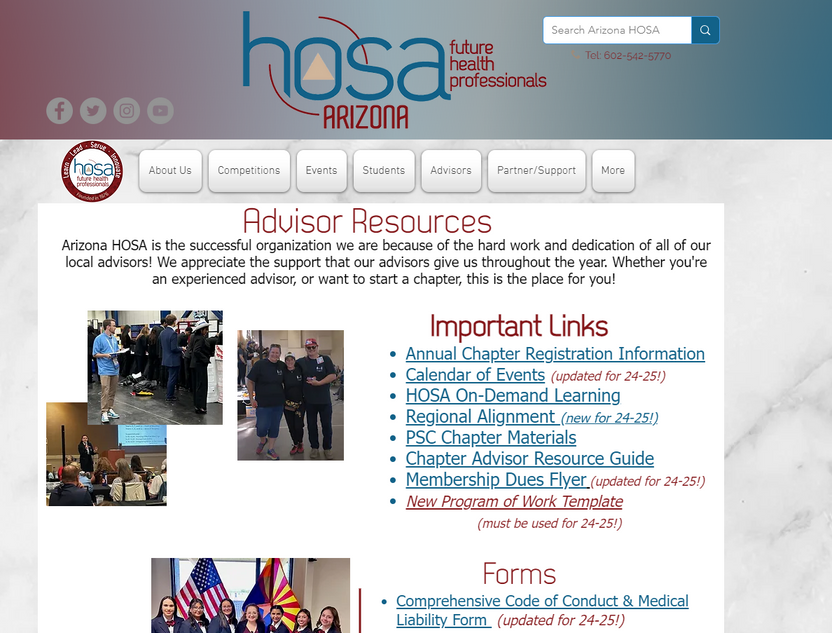 hosa
future
health
professionals
ARIZONA
Search Arizona HOSA
Tel: 602-542-5770
Learn - Lead - Serve - Innovate
hosa
future health
professionals
Founded in 1976
About Us
Competitions
Events
Students
Advisors
Partner/Support
More
Advisor Resources
Arizona HOSA is the successful organization we are because of the hard work and dedication of all of our
local advisors! We appreciate the support that our advisors give us throughout the year. Whether you're
an experienced advisor, or want to start a chapter, this is the place for you!
Important Links
Annual Chapter Registration Information
Calendar of Events (updated for 24-25!)
HOSA On-Demand Learning
Regional Alignment (new for 24-25!)
PSC Chapter Materials
Chapter Advisor Resource Guide
Membership Dues Flyer (updated for 24-25!)
New Program of Work Template
(must be used for 24-25!)
Forms
Comprehensive Code of Conduct & Medical
Liability Form (updated for 24-25!)